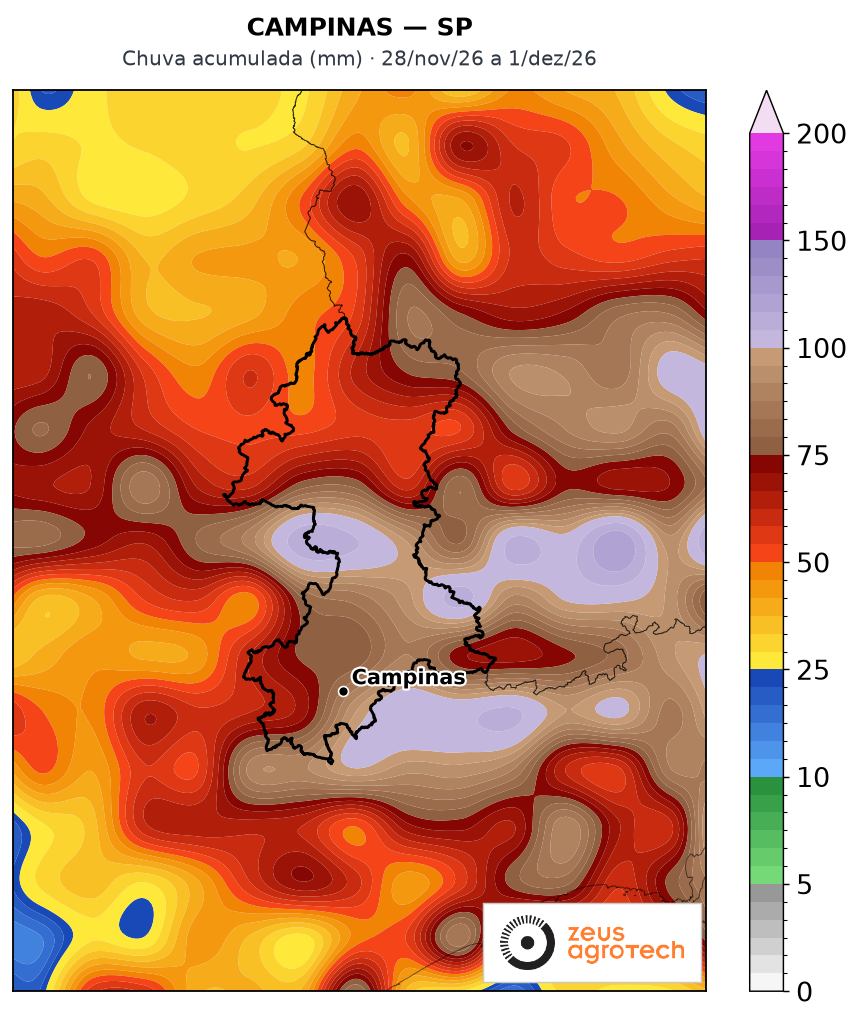 CAMPINAS — SP
Chuva acumulada (mm) · 28/nov/26 a 1/dez/26
200
150
100
75
50
25
10
5
0
Campinas
zeus
agrotech